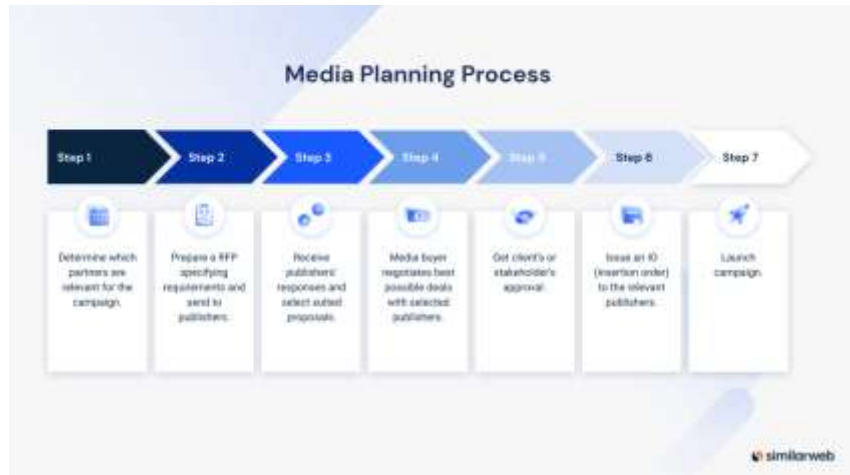 Media Planning Process
Step 1
Step 2
Step 3
Step 4
Step 5
Step 6
Step 7
Determine which
partners are
relevant for the
campaign.
Prepare a RFP
specifying
requirements and
send to
publishers.
Receive
publishers'
responses and
select suited
proposals.
Media buyer
negotiates best
possible deals
with selected
publishers.
Get client's or
stakeholder's
approval.
Issue an IO
(insertion order)
to the relevant
publishers.
Launch
campaign.
similarweb